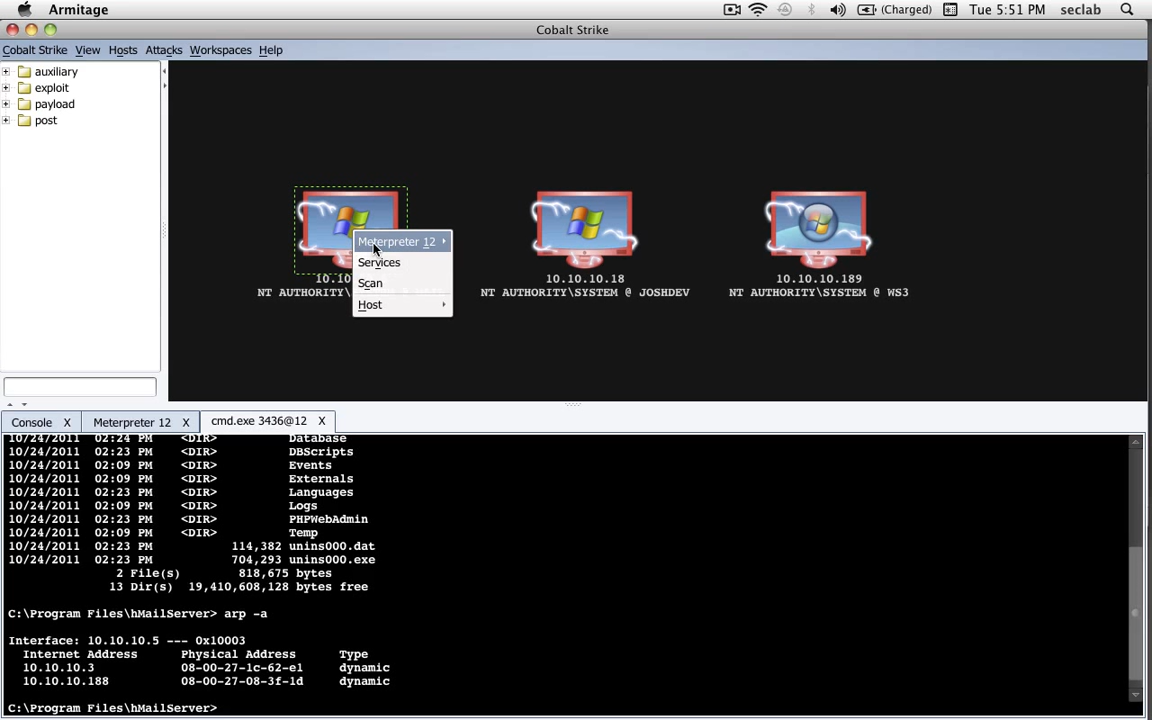 Armitage (Charged) Tue 5:51 PM seclab
Cobalt Strike
Cobalt Strike View Hosts Attacks Workspaces Help
auxiliary
exploit
payload
post
Meterpreter 12
Services
Scan
Host
10.10.
NT AUTHORITY\
10.10.10.18
NT AUTHORITY\SYSTEM @ JOSHDEV
10.10.10.189
NT AUTHORITY\SYSTEM @ WS3
Console X Meterpreter 12 X cmd.exe 3436@12 X
10/24/2011 02:24 PM <DIR> Database
10/24/2011 02:23 PM <DIR> DBScripts
10/24/2011 02:09 PM <DIR> Events
10/24/2011 02:09 PM <DIR> Externals
10/24/2011 02:23 PM <DIR> Languages
10/24/2011 02:09 PM <DIR> Logs
10/24/2011 02:23 PM <DIR> PHPWebAdmin
10/24/2011 02:09 PM <DIR> Temp
10/24/2011 02:23 PM 114,382 unins000.dat
10/24/2011 02:23 PM 704,293 unins000.exe
2 File(s) 818,675 bytes
13 Dir(s) 19,410,608,128 bytes free
C:\Program Files\hMailServer> arp -a
Interface: 10.10.10.5 --- 0x10003
Internet Address Physical Address Type
10.10.10.3 08-00-27-1c-62-e1 dynamic
10.10.10.188 08-00-27-08-3f-1d dynamic
C:\Program Files\hMailServer>